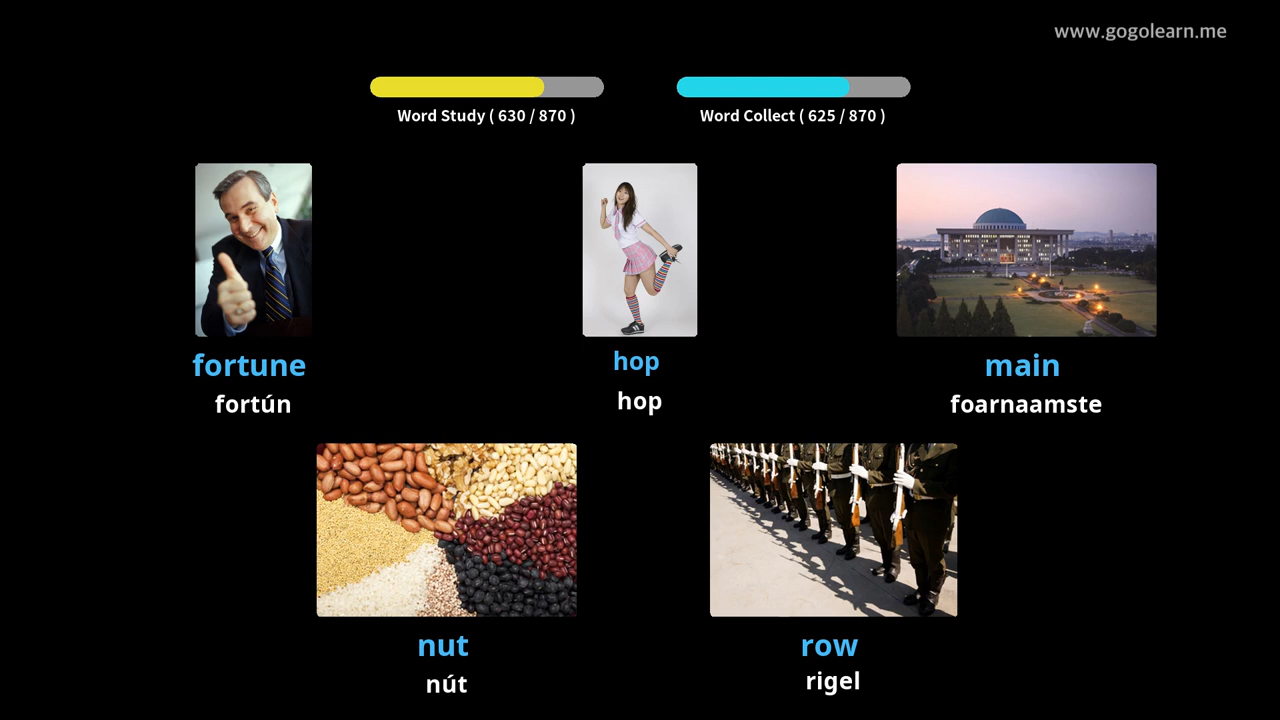 www.gogolearn.me
Word Study ( 630 / 870 )
Word Collect ( 625 / 870 )
fortune
fortún
hop
hop
main
foarnaamste
nut
nút
row
rigel